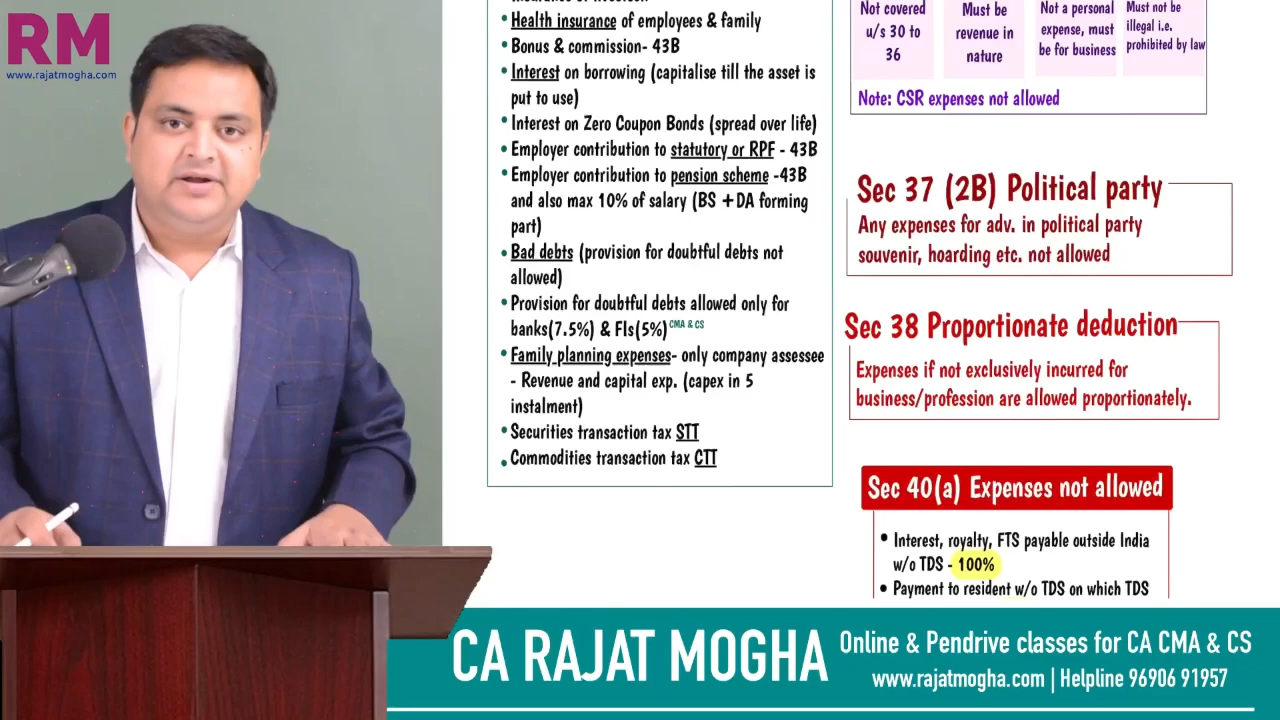 RM
www.rajatmogha.com
• Health insurance of employees & family
• Bonus & commission- 43B
• Interest on borrowing (capitalise till the asset is
put to use)
• Interest on Zero Coupon Bonds (spread over life)
• Employer contribution to statutory or RPF - 43B
• Employer contribution to pension scheme -43B
and also max 10% of salary (BS +DA forming
part)
• Bad debts (provision for doubtful debts not
allowed)
• Provision for doubtful debts allowed only for
banks(7.5%) & FIs(5%) CMA & CS
• Family planning expenses- only company assessee
- Revenue and capital exp. (capex in 5
instalment)
• Securities transaction tax STT
• Commodities transaction tax CTT
Not covered
u/s 30 to
36
Must be
revenue in
nature
Not a personal
expense, must
be for business
Must not be
illegal i.e.
prohibited by law
Note: CSR expenses not allowed
Sec 37 (2B) Political party
Any expenses for adv. in political party
souvenir, hoarding etc. not allowed
Sec 38 Proportionate deduction
Expenses if not exclusively incurred for
business/profession are allowed proportionately.
Sec 40(a) Expenses not allowed
• Interest, royalty, FTS payable outside India
w/o TDS - 100%
• Payment to resident w/o TDS on which TDS
CA RAJAT MOGHA
Online & Pendrive classes for CA CMA & CS
www.rajatmogha.com | Helpline 96906 91957